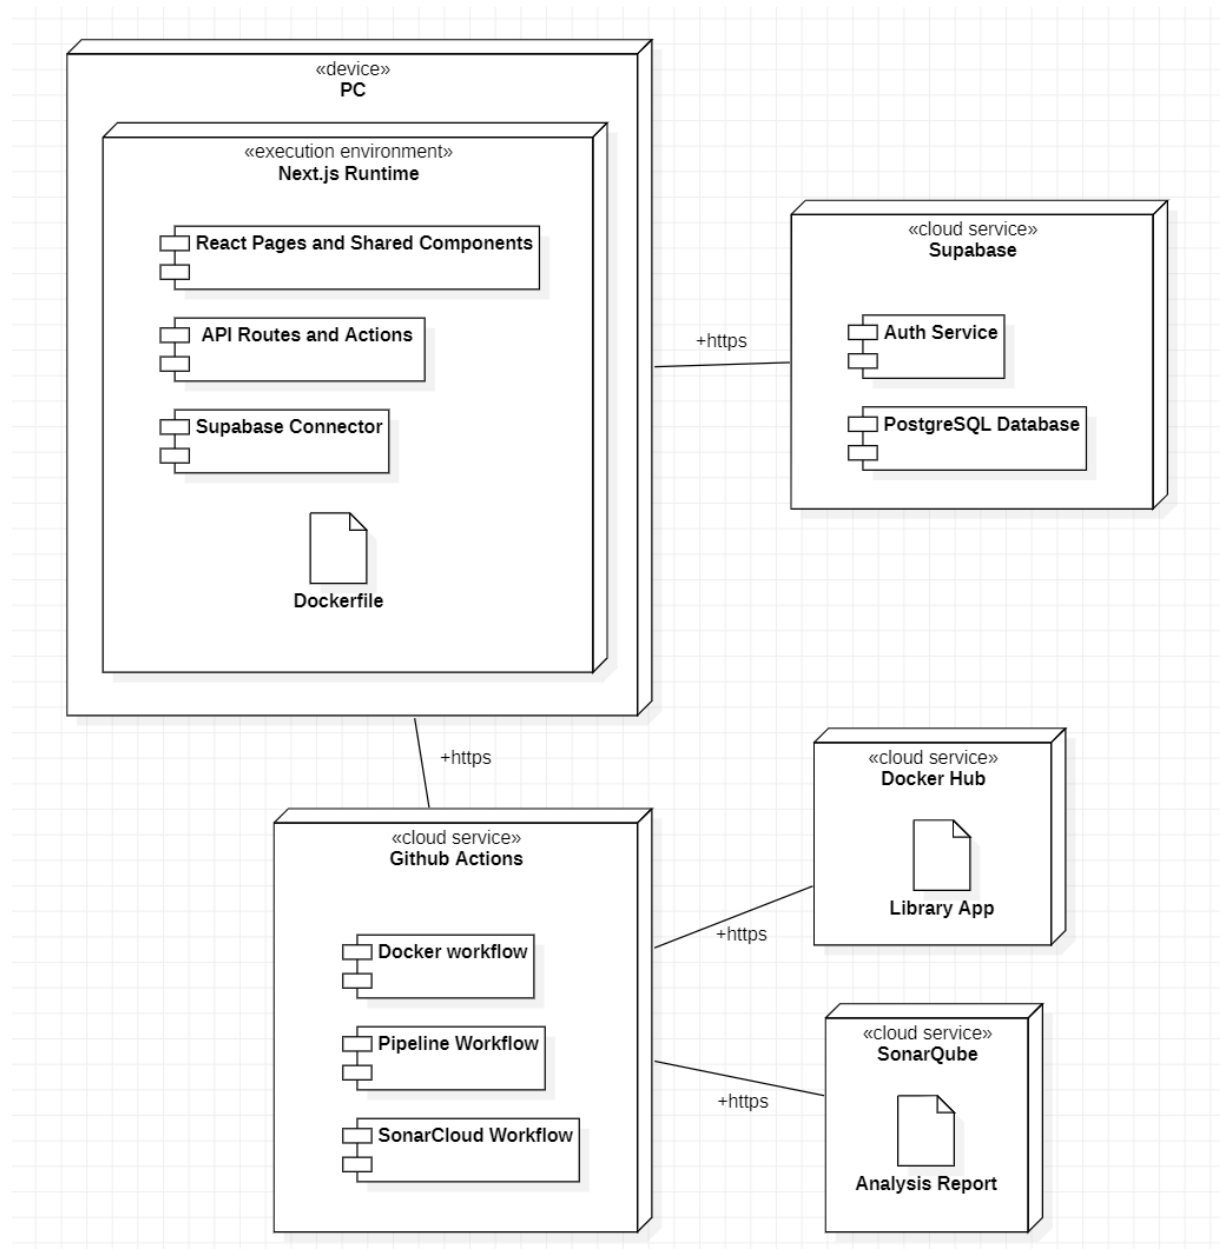 «device»
PC
«execution environment»
Next.js Runtime
React Pages and Shared Components
API Routes and Actions
Supabase Connector
Dockerfile
+https
«cloud service»
Supabase
Auth Service
PostgreSQL Database
+https
«cloud service»
Github Actions
Docker workflow
Pipeline Workflow
SonarCloud Workflow
+https
«cloud service»
Docker Hub
Library App
+https
«cloud service»
SonarQube
Analysis Report